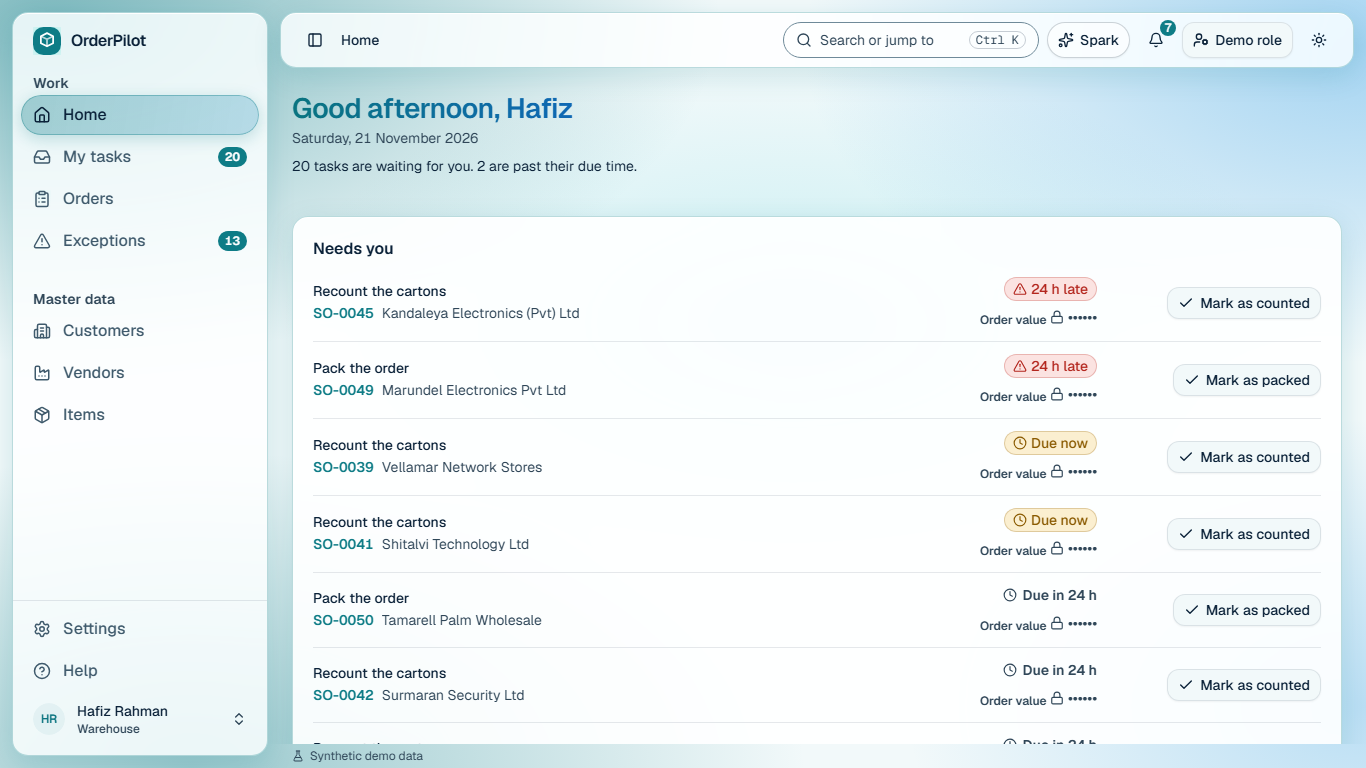 OrderPilot
Work
Home
My tasks 20
Orders
Exceptions 13
Master data
Customers
Vendors
Items
Settings
Help
HR Hafiz Rahman
Warehouse
Home
Search or jump to Ctrl K
Spark
7
Demo role
Good afternoon, Hafiz
Saturday, 21 November 2026
20 tasks are waiting for you. 2 are past their due time.
Needs you
Recount the cartons
SO-0045 Kandaleya Electronics (Pvt) Ltd
24 h late
Order value ••••••
Mark as counted
Pack the order
SO-0049 Marundel Electronics Pvt Ltd
24 h late
Order value ••••••
Mark as packed
Recount the cartons
SO-0039 Vellamar Network Stores
Due now
Order value ••••••
Mark as counted
Recount the cartons
SO-0041 Shitalvi Technology Ltd
Due now
Order value ••••••
Mark as counted
Pack the order
SO-0050 Tamarell Palm Wholesale
Due in 24 h
Order value ••••••
Mark as packed
Recount the cartons
SO-0042 Surmaran Security Ltd
Due in 24 h
Order value ••••••
Mark as counted
Due in 24 h
Synthetic demo data